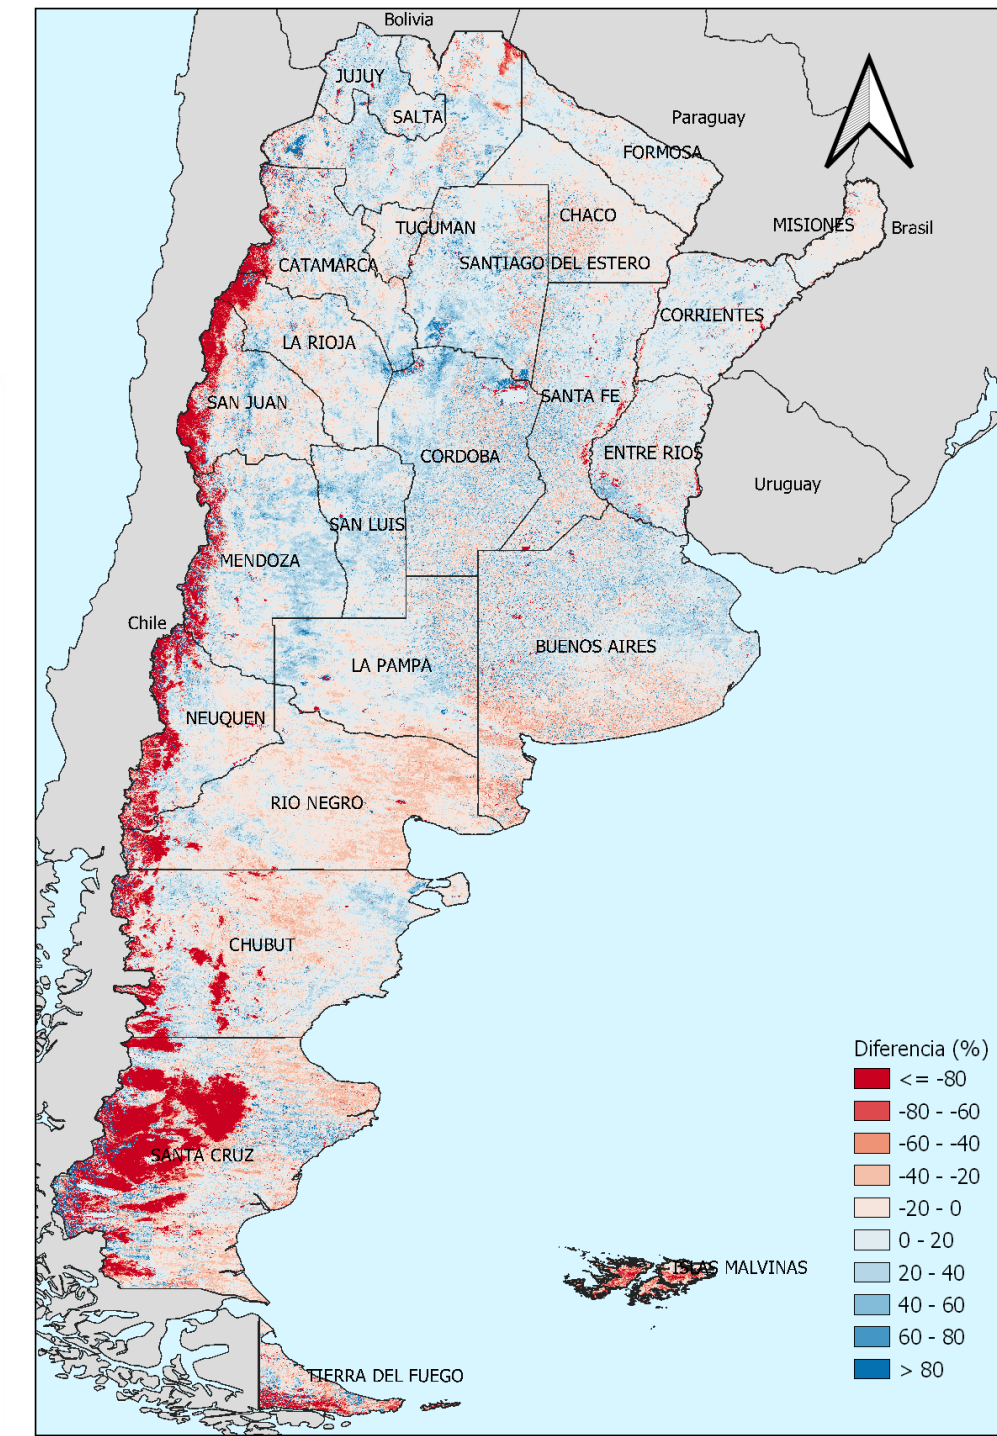 Bolivia
JUJUY
SALTA
Paraguay
FORMOSA
CHACO
MISIONES
Brasil
TUCUMAN
CATAMARCA
SANTIAGO DEL ESTERO
CORRIENTES
LA RIOJA
SAN JUAN
SANTA FE
CORDOBA
ENTRE RIOS
Uruguay
SAN LUIS
MENDOZA
Chile
BUENOS AIRES
LA PAMPA
NEUQUEN
RIO NEGRO
CHUBUT
SANTA CRUZ
ISLAS MALVINAS
TIERRA DEL FUEGO
Diferencia (%)
<= -80
-80 - -60
-60 - -40
-40 - -20
-20 - 0
0 - 20
20 - 40
40 - 60
60 - 80
> 80